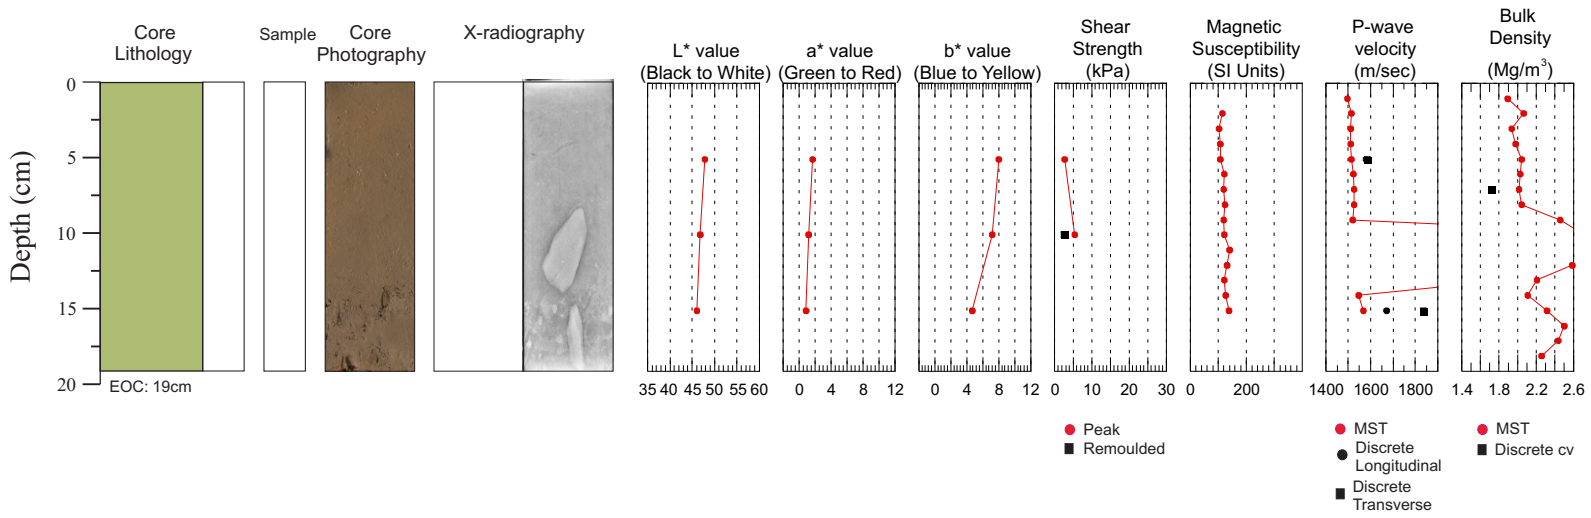 Core
Lithology
Sample
Core
Photography
X-radiography
L* value
(Black to White)
a* value
(Green to Red)
b* value
(Blue to Yellow)
Shear
Strength
(kPa)
Magnetic
Susceptibility
(SI Units)
P-wave
velocity
(m/sec)
Bulk
Density
(Mg/m³)
Depth (cm)
0
5
10
15
20
EOC: 19cm
35 40 45 50 55 60
0 4 8 12
0 4 8 12
0 10 20 30
0 200
1400 1600 1800
1.4 1.8 2.2 2.6
Peak
Remoulded
MST
Discrete
Longitudinal
Discrete
Transverse
MST
Discrete cv